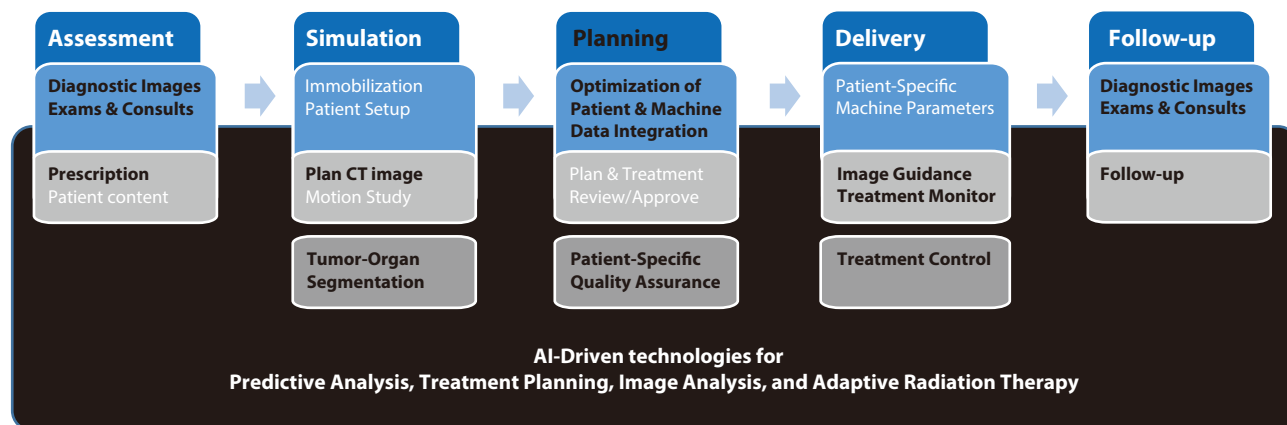 Assessment
Diagnostic Images
Exams & Consults
Prescription
Patient content
Simulation
Immobilization
Patient Setup
Plan CT image
Motion Study
Tumor-Organ
Segmentation
Planning
Optimization of
Patient & Machine
Data Integration
Plan & Treatment
Review/Approve
Patient-Specific
Quality Assurance
Delivery
Patient-Specific
Machine Parameters
Image Guidance
Treatment Monitor
Treatment Control
Follow-up
Diagnostic Images
Exams & Consults
Follow-up
AI-Driven technologies for
Predictive Analysis, Treatment Planning, Image Analysis, and Adaptive Radiation Therapy